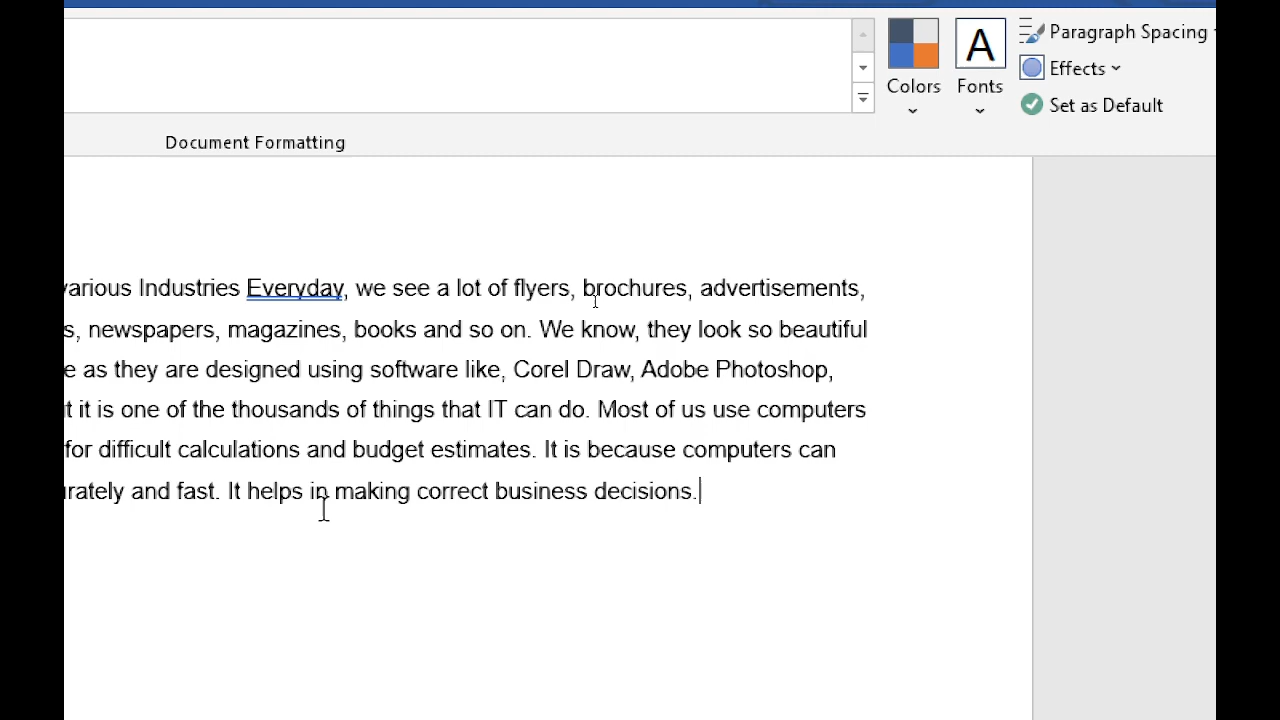 Colors
Fonts
A
Paragraph Spacing
Effects
Set as Default
Document Formatting
various Industries Everyday, we see a lot of flyers, brochures, advertisements,
newspapers, magazines, books and so on. We know, they look so beautiful
as they are designed using software like, Corel Draw, Adobe Photoshop,
it is one of the thousands of things that IT can do. Most of us use computers
for difficult calculations and budget estimates. It is because computers can
and fast. It helps in making correct business decisions.